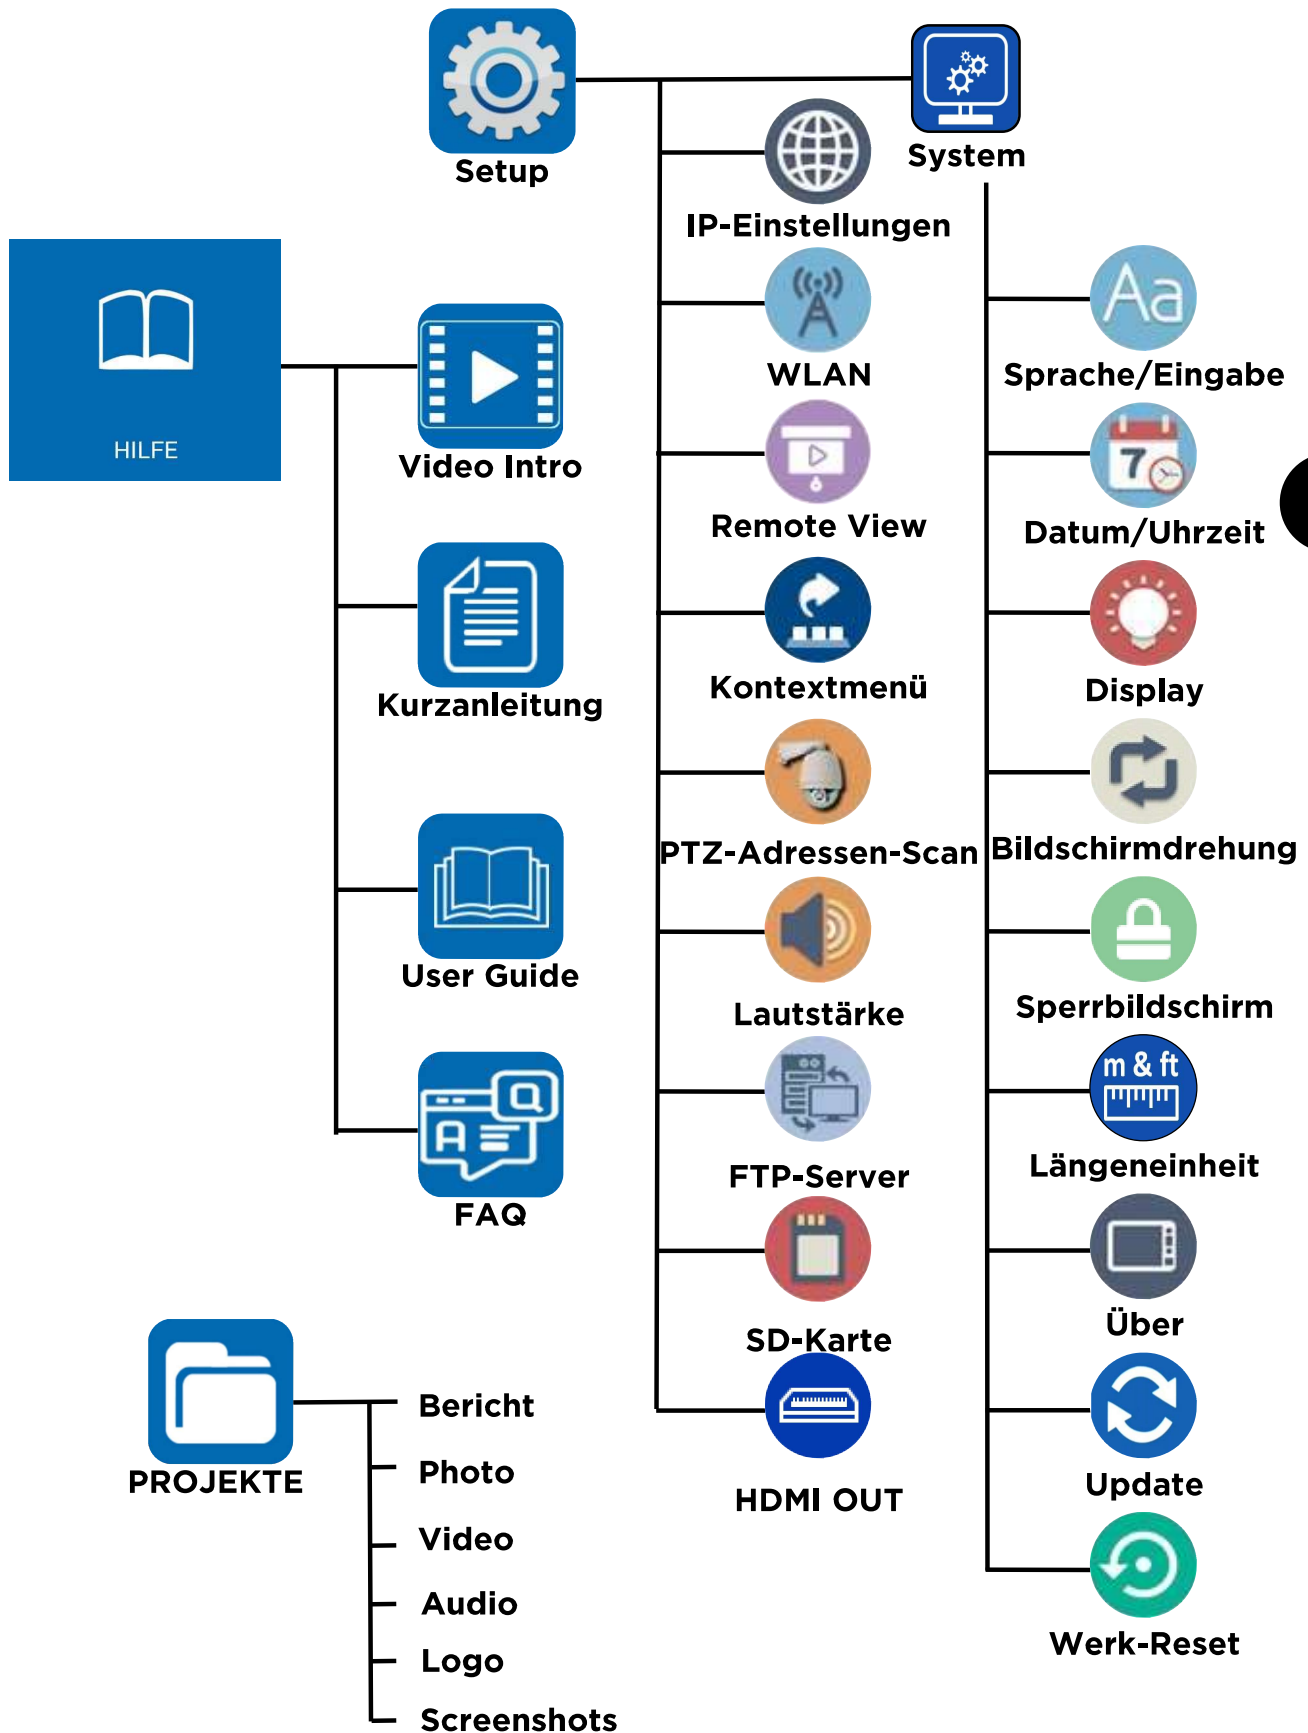 Setup
System
IP-Einstellungen
WLAN
Remote View
Kontextmenü
PTZ-Adressen-Scan
Lautstärke
FTP-Server
SD-Karte
HDMI OUT
Aa
Sprache/Eingabe
7
Datum/Uhrzeit
Display
Bildschirmdrehung
Sperrbildschirm
m & ft
Längeneinheit
Über
Update
Werk-Reset
HILFE
Video Intro
Kurzanleitung
User Guide
Q
A
FAQ
PROJEKTE
Bericht
Photo
Video
Audio
Logo
Screenshots